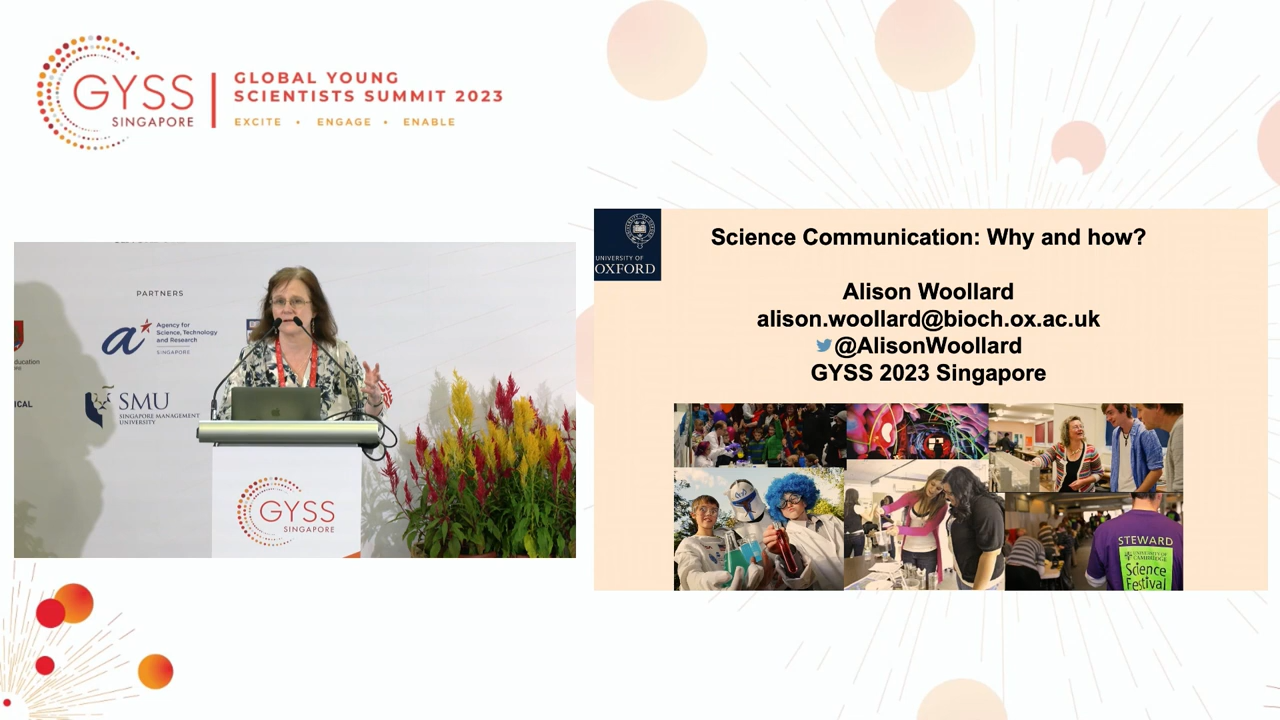 GYSS
SINGAPORE
GLOBAL YOUNG
SCIENTISTS SUMMIT 2023
EXCITE • ENGAGE • ENABLE
PARTNERS
a
Agency for
Science, Technology
and Research
SINGAPORE
ICAL
SMU
SINGAPORE MANAGEMENT
UNIVERSITY
GYSS
SINGAPORE
UNIVERSITY OF
OXFORD
Science Communication: Why and how?
Alison Woollard
alison.woollard@bioch.ox.ac.uk
@AlisonWoollard
GYSS 2023 Singapore
STEWARD
UNIVERSITY OF
CAMBRIDGE
Science
Festival